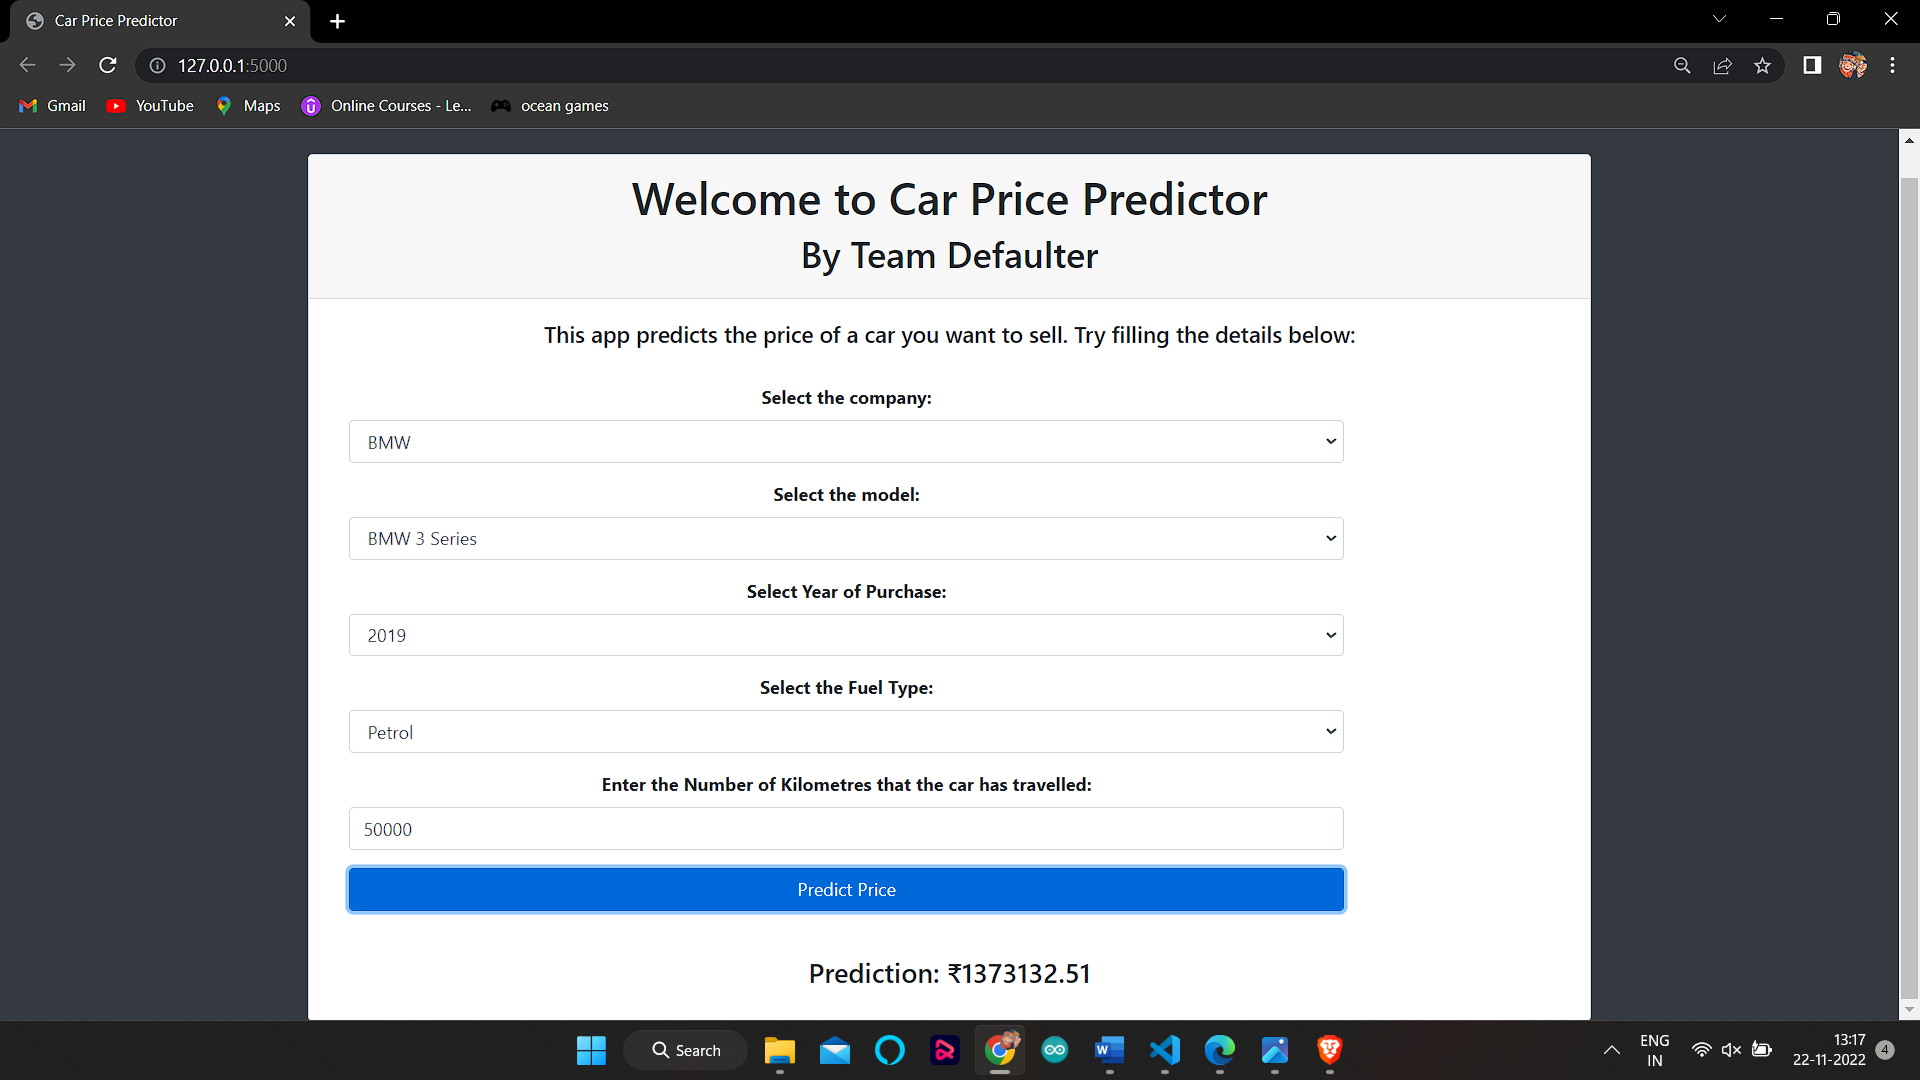 Car Price Predictor
127.0.0.1:5000
Gmail
YouTube
Maps
Online Courses - Le...
ocean games
Welcome to Car Price Predictor
By Team Defaulter
This app predicts the price of a car you want to sell. Try filling the details below:
Select the company:
BMW
Select the model:
BMW 3 Series
Select Year of Purchase:
2019
Select the Fuel Type:
Petrol
Enter the Number of Kilometres that the car has travelled:
50000
Predict Price
Prediction: ₹1373132.51
Search
W
ENG
IN
13:17
22-11-2022
4